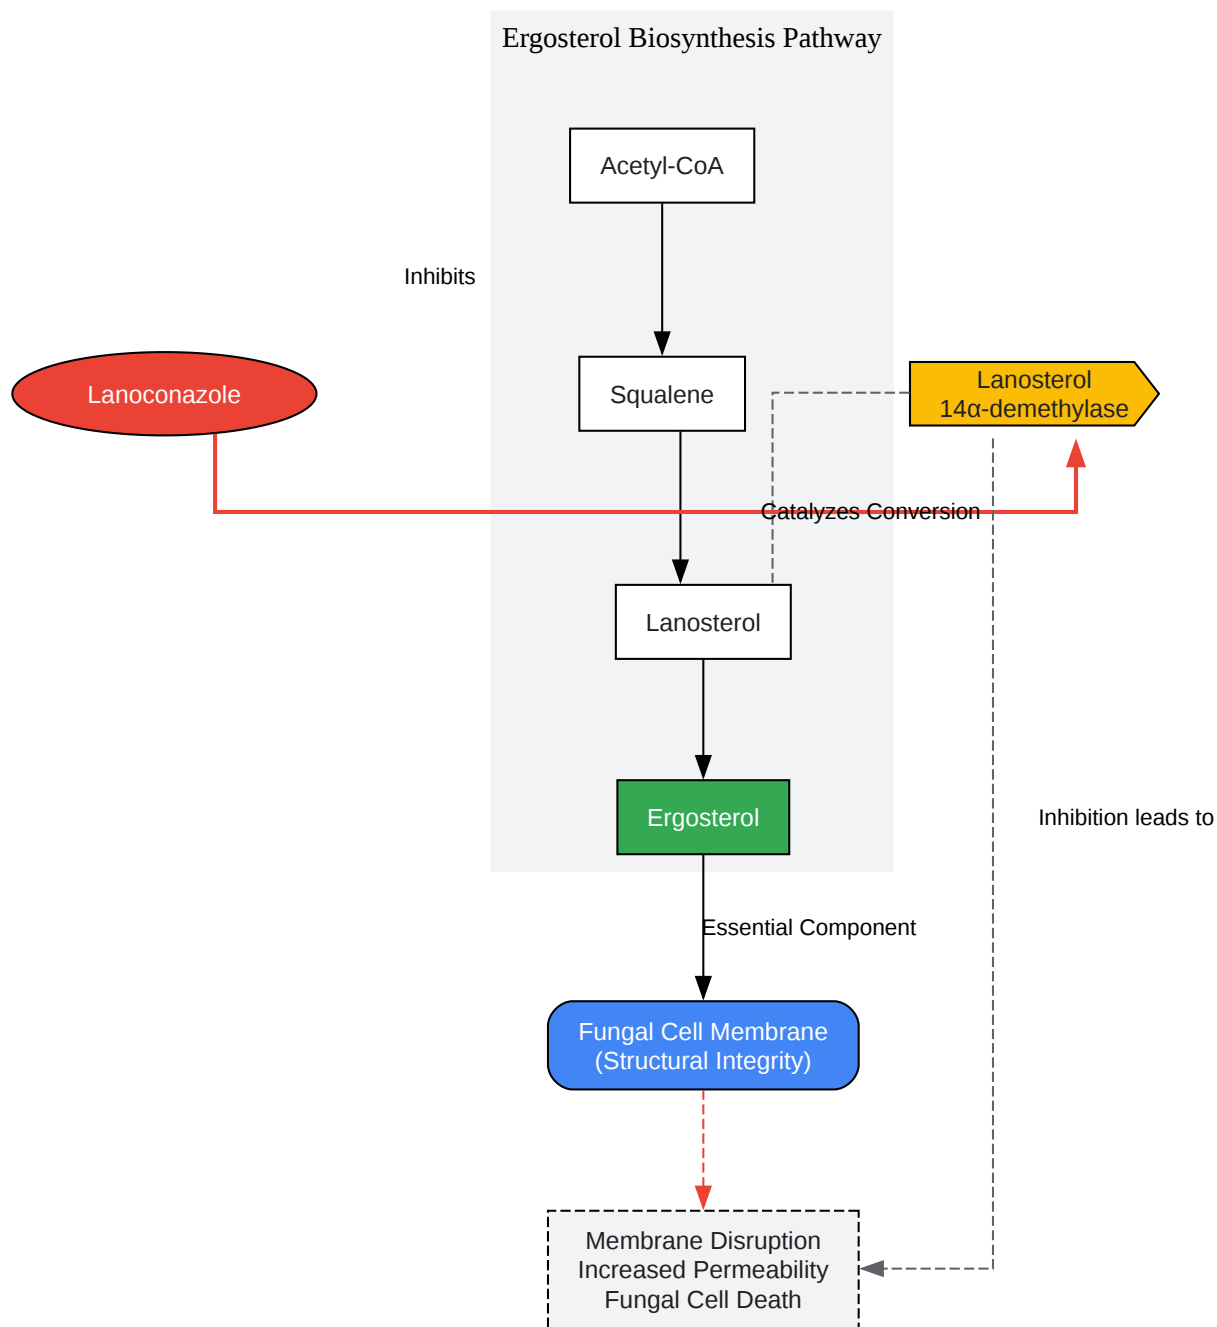 Ergosterol Biosynthesis Pathway
Acetyl-CoA
Inhibits
Lanoconazole
Squalene
Lanosterol
14α-demethylase
Catalyzes Conversion
Lanosterol
Ergosterol
Inhibition leads to
Essential Component
Fungal Cell Membrane
(Structural Integrity)
Membrane Disruption
Increased Permeability
Fungal Cell Death